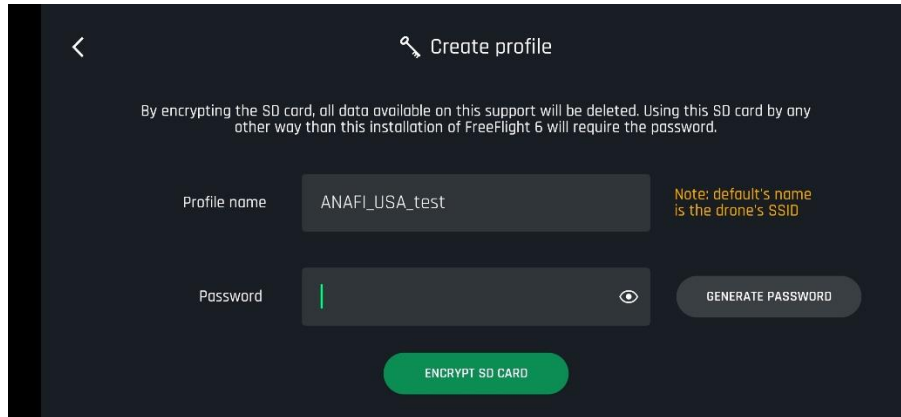 Create profile
By encrypting the SD card, all data available on this support will be deleted. Using this SD card by any
other way than this installation of FreeFlight 6 will require the password.
Profile name
ANAFI_USA_test
Note: default's name
is the drone's SSID
Password
GENERATE PASSWORD
ENCRYPT SD CARD